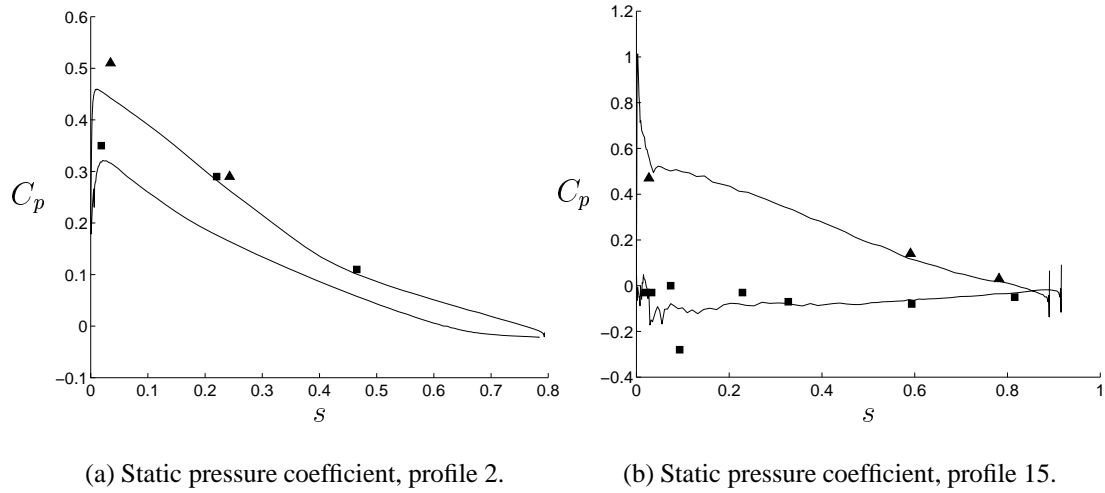 0.6
0.5
0.4
0.3
0.2
0.1
0
−0.1
C_p
0 0.1 0.2 0.3 0.4 0.5 0.6 0.7 0.8
s
(a) Static pressure coefficient, profile 2.
1.2
1
0.8
0.6
0.4
0.2
0
−0.2
−0.4
C_p
0 0.2 0.4 0.6 0.8 1
s
(b) Static pressure coefficient, profile 15.